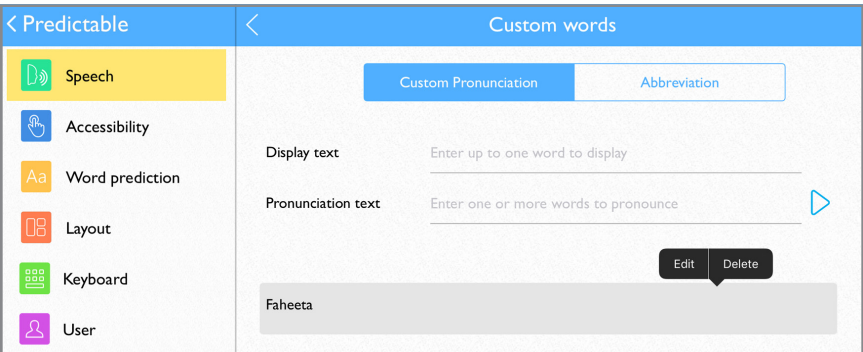 Predictable
Custom words
Speech
Accessibility
Aa
Word prediction
Layout
Keyboard
User
Custom Pronunciation
Abbreviation
Display text
Enter up to one word to display
Pronunciation text
Enter one or more words to pronounce
Edit
Delete
Faheeta